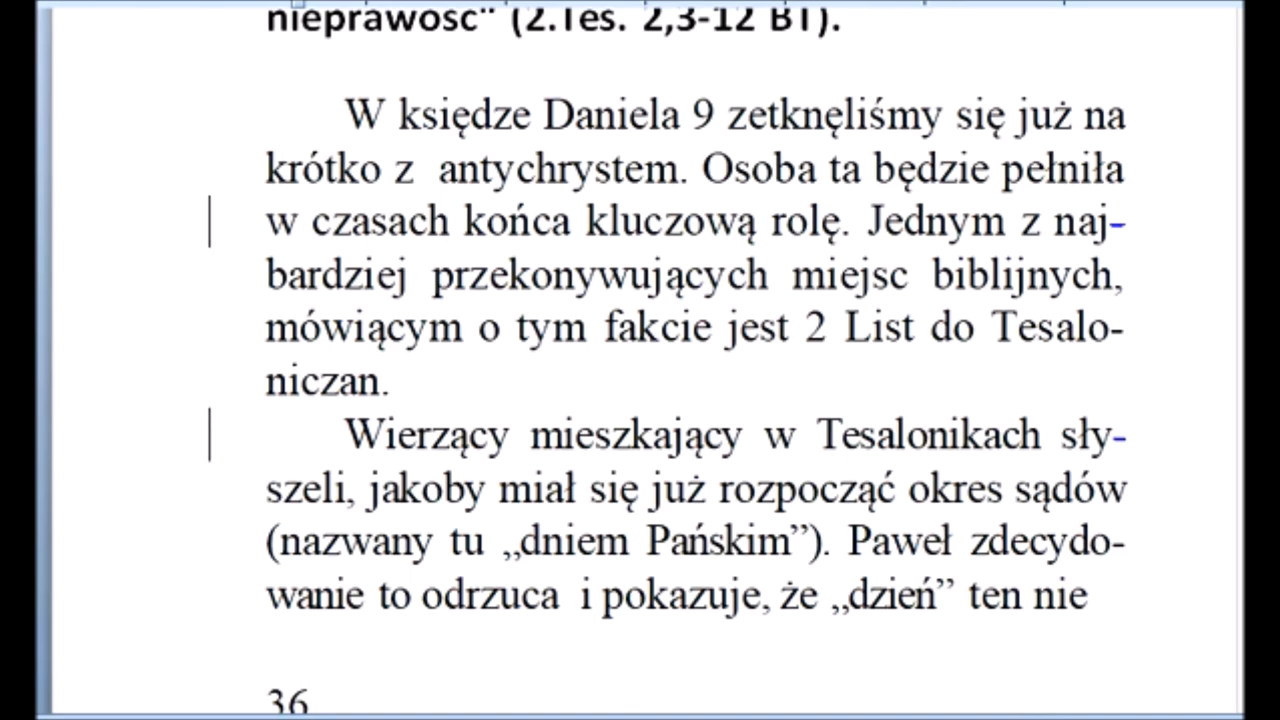 nieprawość" (2.Tes. 2,3-12 BT).
W księdze Daniela 9 zetknęliśmy się już na
krótko z  antychrystem. Osoba ta będzie pełniła
w czasach końca kluczową rolę. Jednym z naj-
bardziej przekonywujących miejsc biblijnych,
mówiącym o tym fakcie jest 2 List do Tesalo-
niczan.
Wierzący mieszkający w Tesalonikach sły-
szeli, jakoby miał się już rozpocząć okres sądów
(nazwany tu „dniem Pańskim”). Paweł zdecydo-
wanie to odrzuca  i pokazuje, że „dzień” ten nie
36